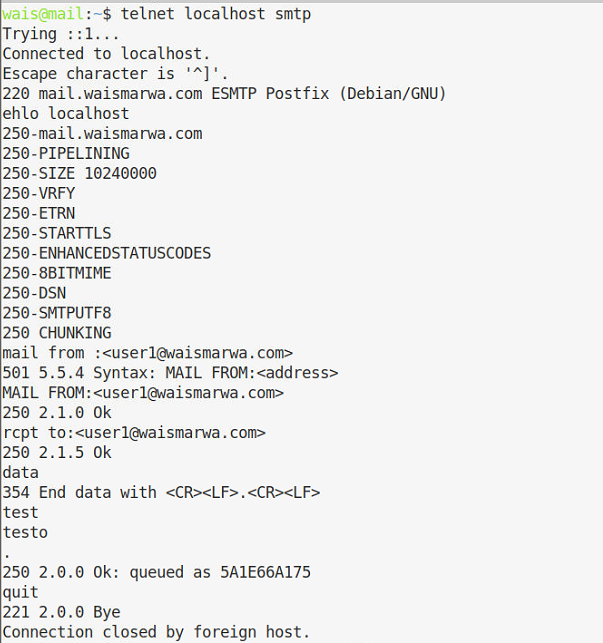 wais@mail:~$ telnet localhost smtp
Trying ::1...
Connected to localhost.
Escape character is '^]'.
220 mail.waismarwa.com ESMTP Postfix (Debian/GNU)
ehlo localhost
250-mail.waismarwa.com
250-PIPELINING
250-SIZE 10240000
250-VRFY
250-ETRN
250-STARTTLS
250-ENHANCEDSTATUSCODES
250-8BITMIME
250-DSN
250-SMTPUTF8
250 CHUNKING
mail from :<user1@waismarwa.com>
501 5.5.4 Syntax: MAIL FROM:<address>
MAIL FROM:<user1@waismarwa.com>
250 2.1.0 Ok
rcpt to:<user1@waismarwa.com>
250 2.1.5 Ok
data
354 End data with <CR><LF>.<CR><LF>
test
testo
.
250 2.0.0 Ok: queued as 5A1E66A175
quit
221 2.0.0 Bye
Connection closed by foreign host.